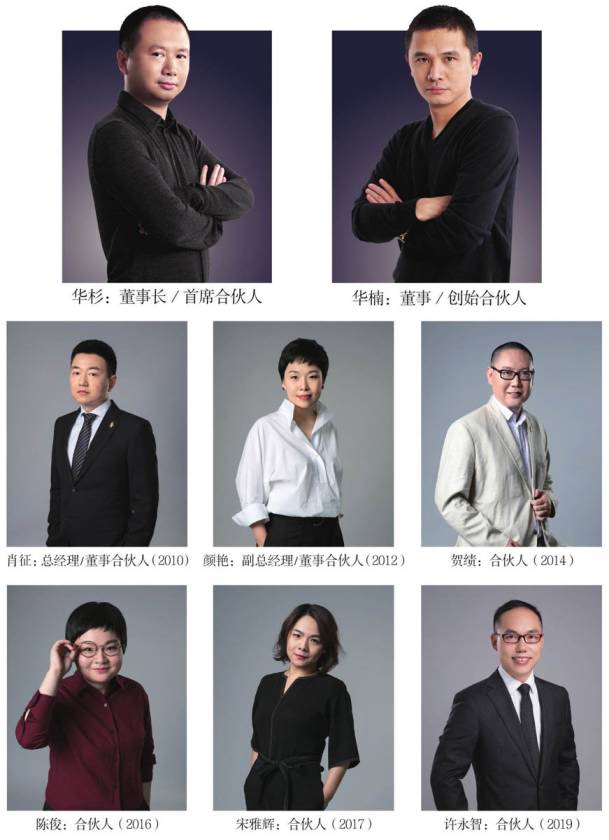 华杉：董事长/首席合伙人
华楠：董事/创始合伙人
肖征：总经理/董事合伙人（2010）
颜艳：副总经理/董事合伙人（2012）
贺绩：合伙人（2014）
陈俊：合伙人（2016）
宋雅辉：合伙人（2017）
许永智：合伙人（2019）